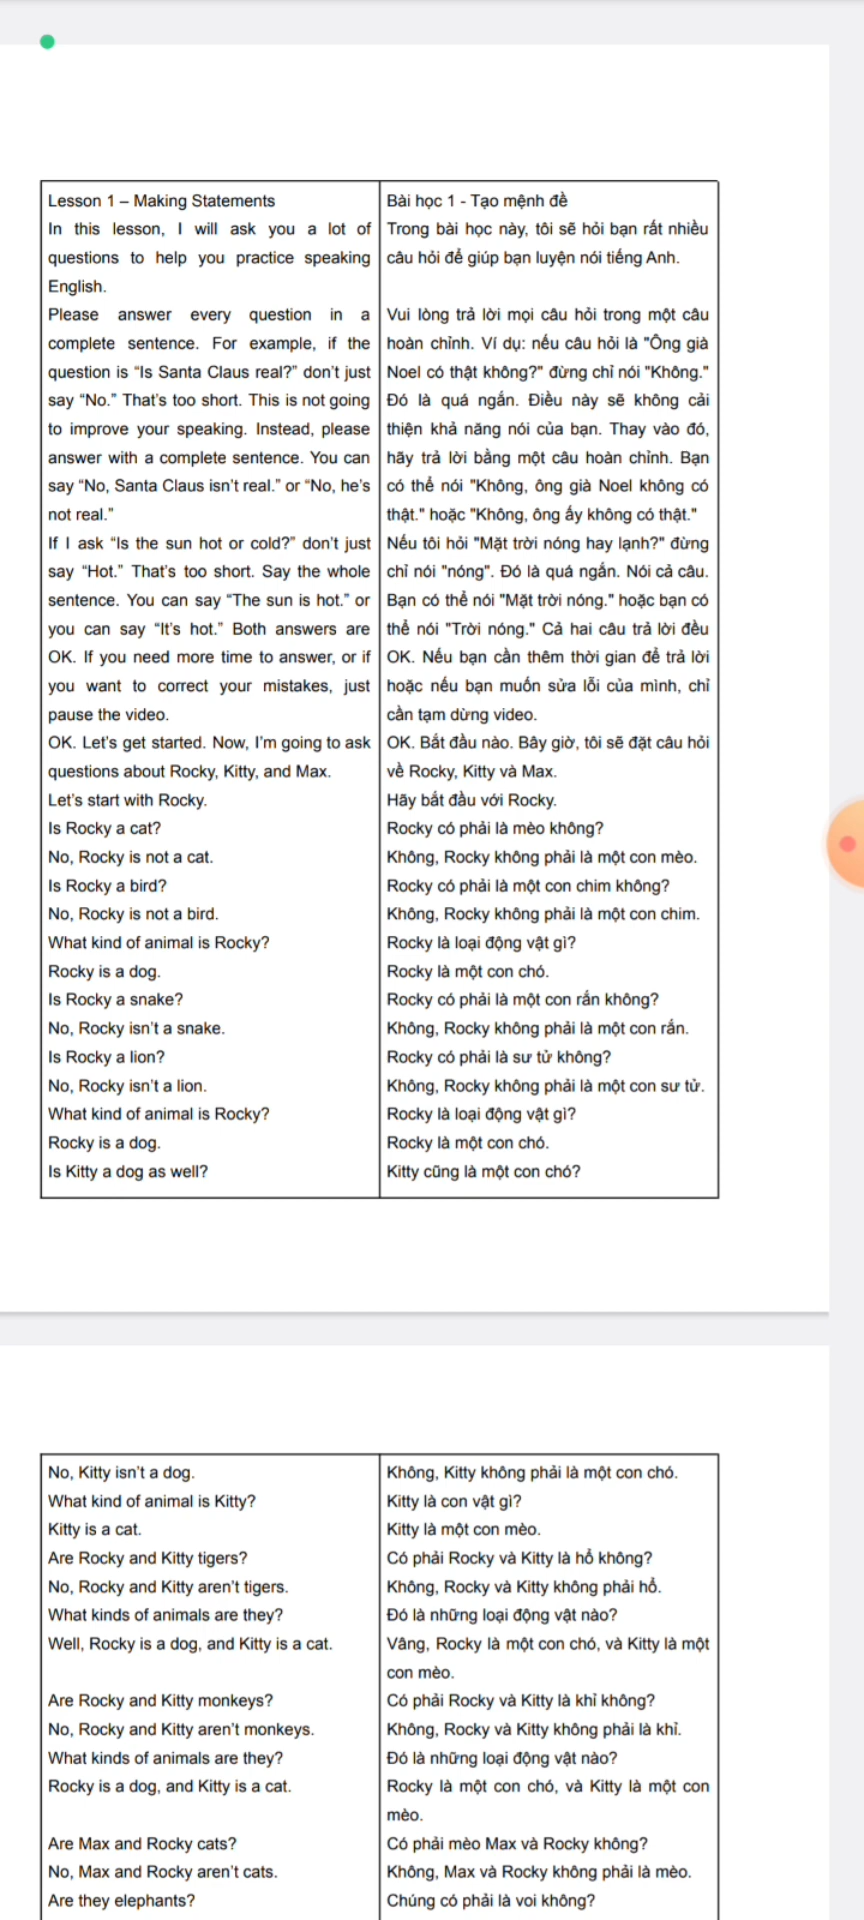 Lesson 1 – Making Statements
In this lesson, I will ask you a lot of
questions to help you practice speaking
English.
Please answer every question in a
complete sentence. For example, if the
question is “Is Santa Claus real?” don’t just
say “No.” That’s too short. This is not going
to improve your speaking. Instead, please
answer with a complete sentence. You can
say “No, Santa Claus isn’t real.” or “No, he’s
not real.”
If I ask “Is the sun hot or cold?” don’t just
say “Hot.” That’s too short. Say the whole
sentence. You can say “The sun is hot.” or
you can say “It’s hot.” Both answers are
OK. If you need more time to answer, or if
you want to correct your mistakes, just
pause the video.
OK. Let’s get started. Now, I’m going to ask
questions about Rocky, Kitty, and Max.
Let’s start with Rocky.
Is Rocky a cat?
No, Rocky is not a cat.
Is Rocky a bird?
No, Rocky is not a bird.
What kind of animal is Rocky?
Rocky is a dog.
Is Rocky a snake?
No, Rocky isn’t a snake.
Is Rocky a lion?
No, Rocky isn’t a lion.
What kind of animal is Rocky?
Rocky is a dog.
Is Kitty a dog as well?
Bài học 1 - Tạo mệnh đề
Trong bài học này, tôi sẽ hỏi bạn rất nhiều
câu hỏi để giúp bạn luyện nói tiếng Anh.
Vui lòng trả lời mọi câu hỏi trong một câu
hoàn chỉnh. Ví dụ: nếu câu hỏi là "Ông già
Noel có thật không?" đừng chỉ nói "Không."
Đó là quá ngắn. Điều này sẽ không cải
thiện khả năng nói của bạn. Thay vào đó,
hãy trả lời bằng một câu hoàn chỉnh. Bạn
có thể nói "Không, ông già Noel không có
thật." hoặc "Không, ông ấy không có thật."
Nếu tôi hỏi "Mặt trời nóng hay lạnh?" đừng
chỉ nói "nóng". Đó là quá ngắn. Nói cả câu.
Bạn có thể nói "Mặt trời nóng." hoặc bạn có
thể nói "Trời nóng." Cả hai câu trả lời đều
OK. Nếu bạn cần thêm thời gian để trả lời
hoặc nếu bạn muốn sửa lỗi của mình, chỉ
cần tạm dừng video.
OK. Bắt đầu nào. Bây giờ, tôi sẽ đặt câu hỏi
về Rocky, Kitty và Max.
Hãy bắt đầu với Rocky.
Rocky có phải là mèo không?
Không, Rocky không phải là một con mèo.
Rocky có phải là một con chim không?
Không, Rocky không phải là một con chim.
Rocky là loại động vật gì?
Rocky là một con chó.
Rocky có phải là một con rắn không?
Không, Rocky không phải là một con rắn.
Rocky có phải là sư tử không?
Không, Rocky không phải là một con sư tử.
Rocky là loại động vật gì?
Rocky là một con chó.
Kitty cũng là một con chó?
No, Kitty isn’t a dog.
What kind of animal is Kitty?
Kitty is a cat.
Are Rocky and Kitty tigers?
No, Rocky and Kitty aren’t tigers.
What kinds of animals are they?
Well, Rocky is a dog, and Kitty is a cat.
Are Rocky and Kitty monkeys?
No, Rocky and Kitty aren’t monkeys.
What kinds of animals are they?
Rocky is a dog, and Kitty is a cat.
Are Max and Rocky cats?
No, Max and Rocky aren’t cats.
Are they elephants?
Không, Kitty không phải là một con chó.
Kitty là con vật gì?
Kitty là một con mèo.
Có phải Rocky và Kitty là hổ không?
Không, Rocky và Kitty không phải hổ.
Đó là những loại động vật nào?
Vâng, Rocky là một con chó, và Kitty là một
con mèo.
Có phải Rocky và Kitty là khỉ không?
Không, Rocky và Kitty không phải là khỉ.
Đó là những loại động vật nào?
Rocky là một con chó, và Kitty là một con
mèo.
Có phải mèo Max và Rocky không?
Không, Max và Rocky không phải là mèo.
Chúng có phải là voi không?